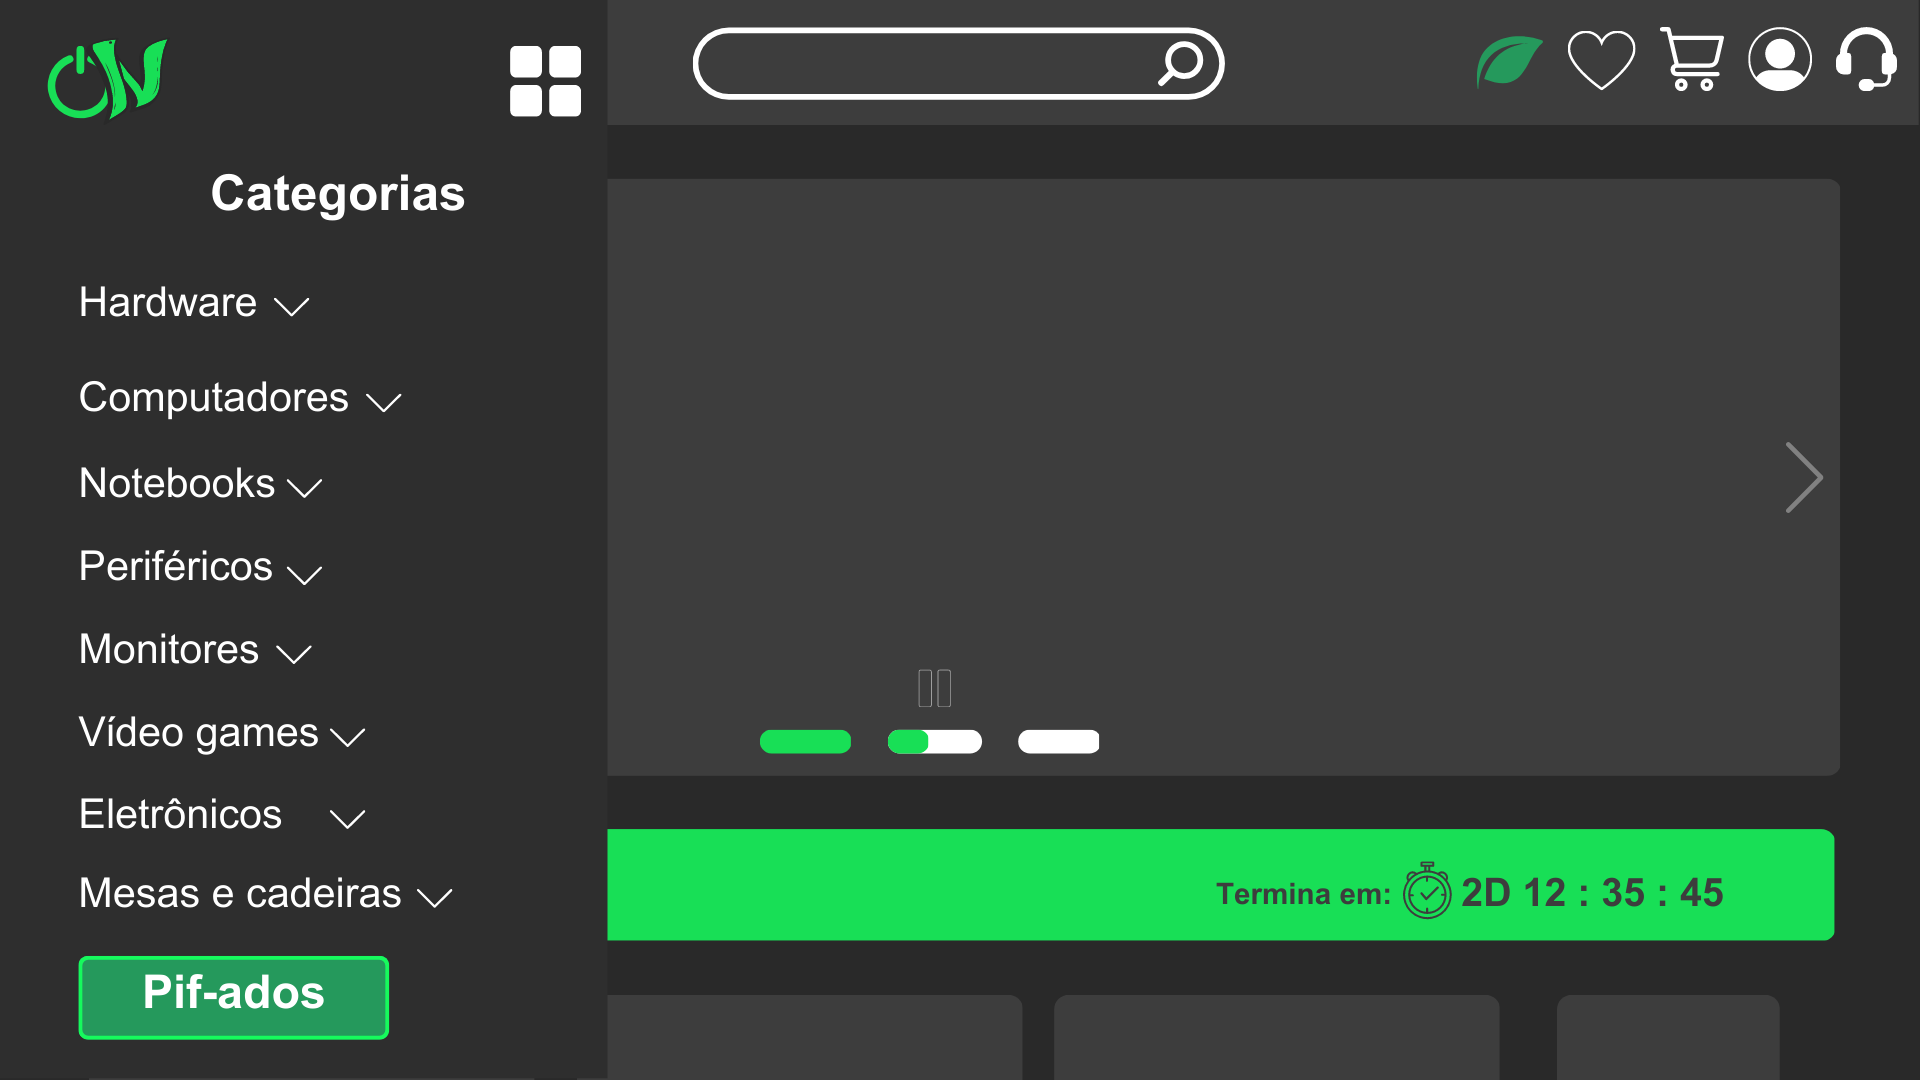 ON
Categorias
Hardware
Computadores
Notebooks
Periféricos
Monitores
Vídeo games
Eletrônicos
Mesas e cadeiras
Pif-ados
Termina em: 2D 12 : 35 : 45